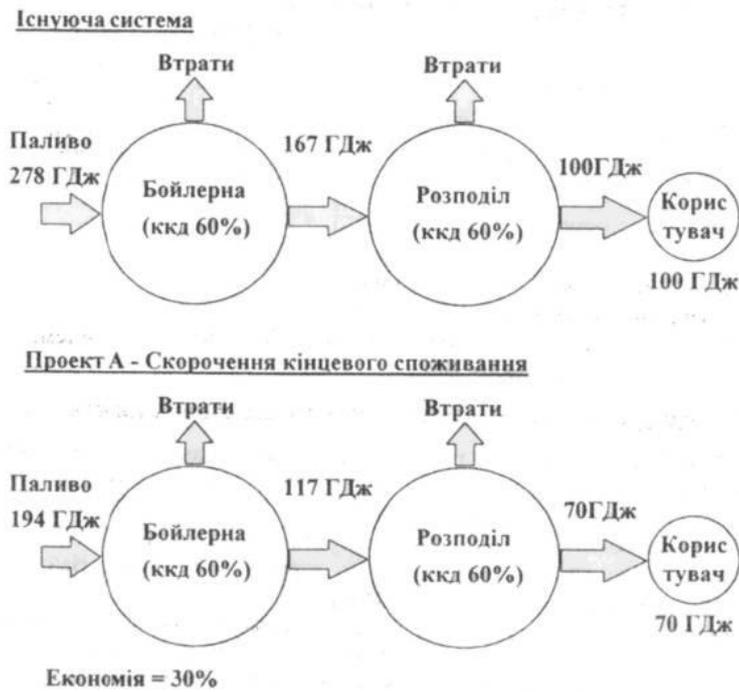 Існуюча система
Втрати
Втрати
Паливо
278 ГДж
Бойлерна
(ккд 60%)
167 ГДж
Розподіл
(ккд 60%)
100ГДж
Корис
тувач
100 ГДж
Проект А - Скорочення кінцевого споживання
Втрати
Втрати
Паливо
194 ГДж
Бойлерна
(ккд 60%)
117 ГДж
Розподіл
(ккд 60%)
70ГДж
Корис
тувач
70 ГДж
Економія = 30%